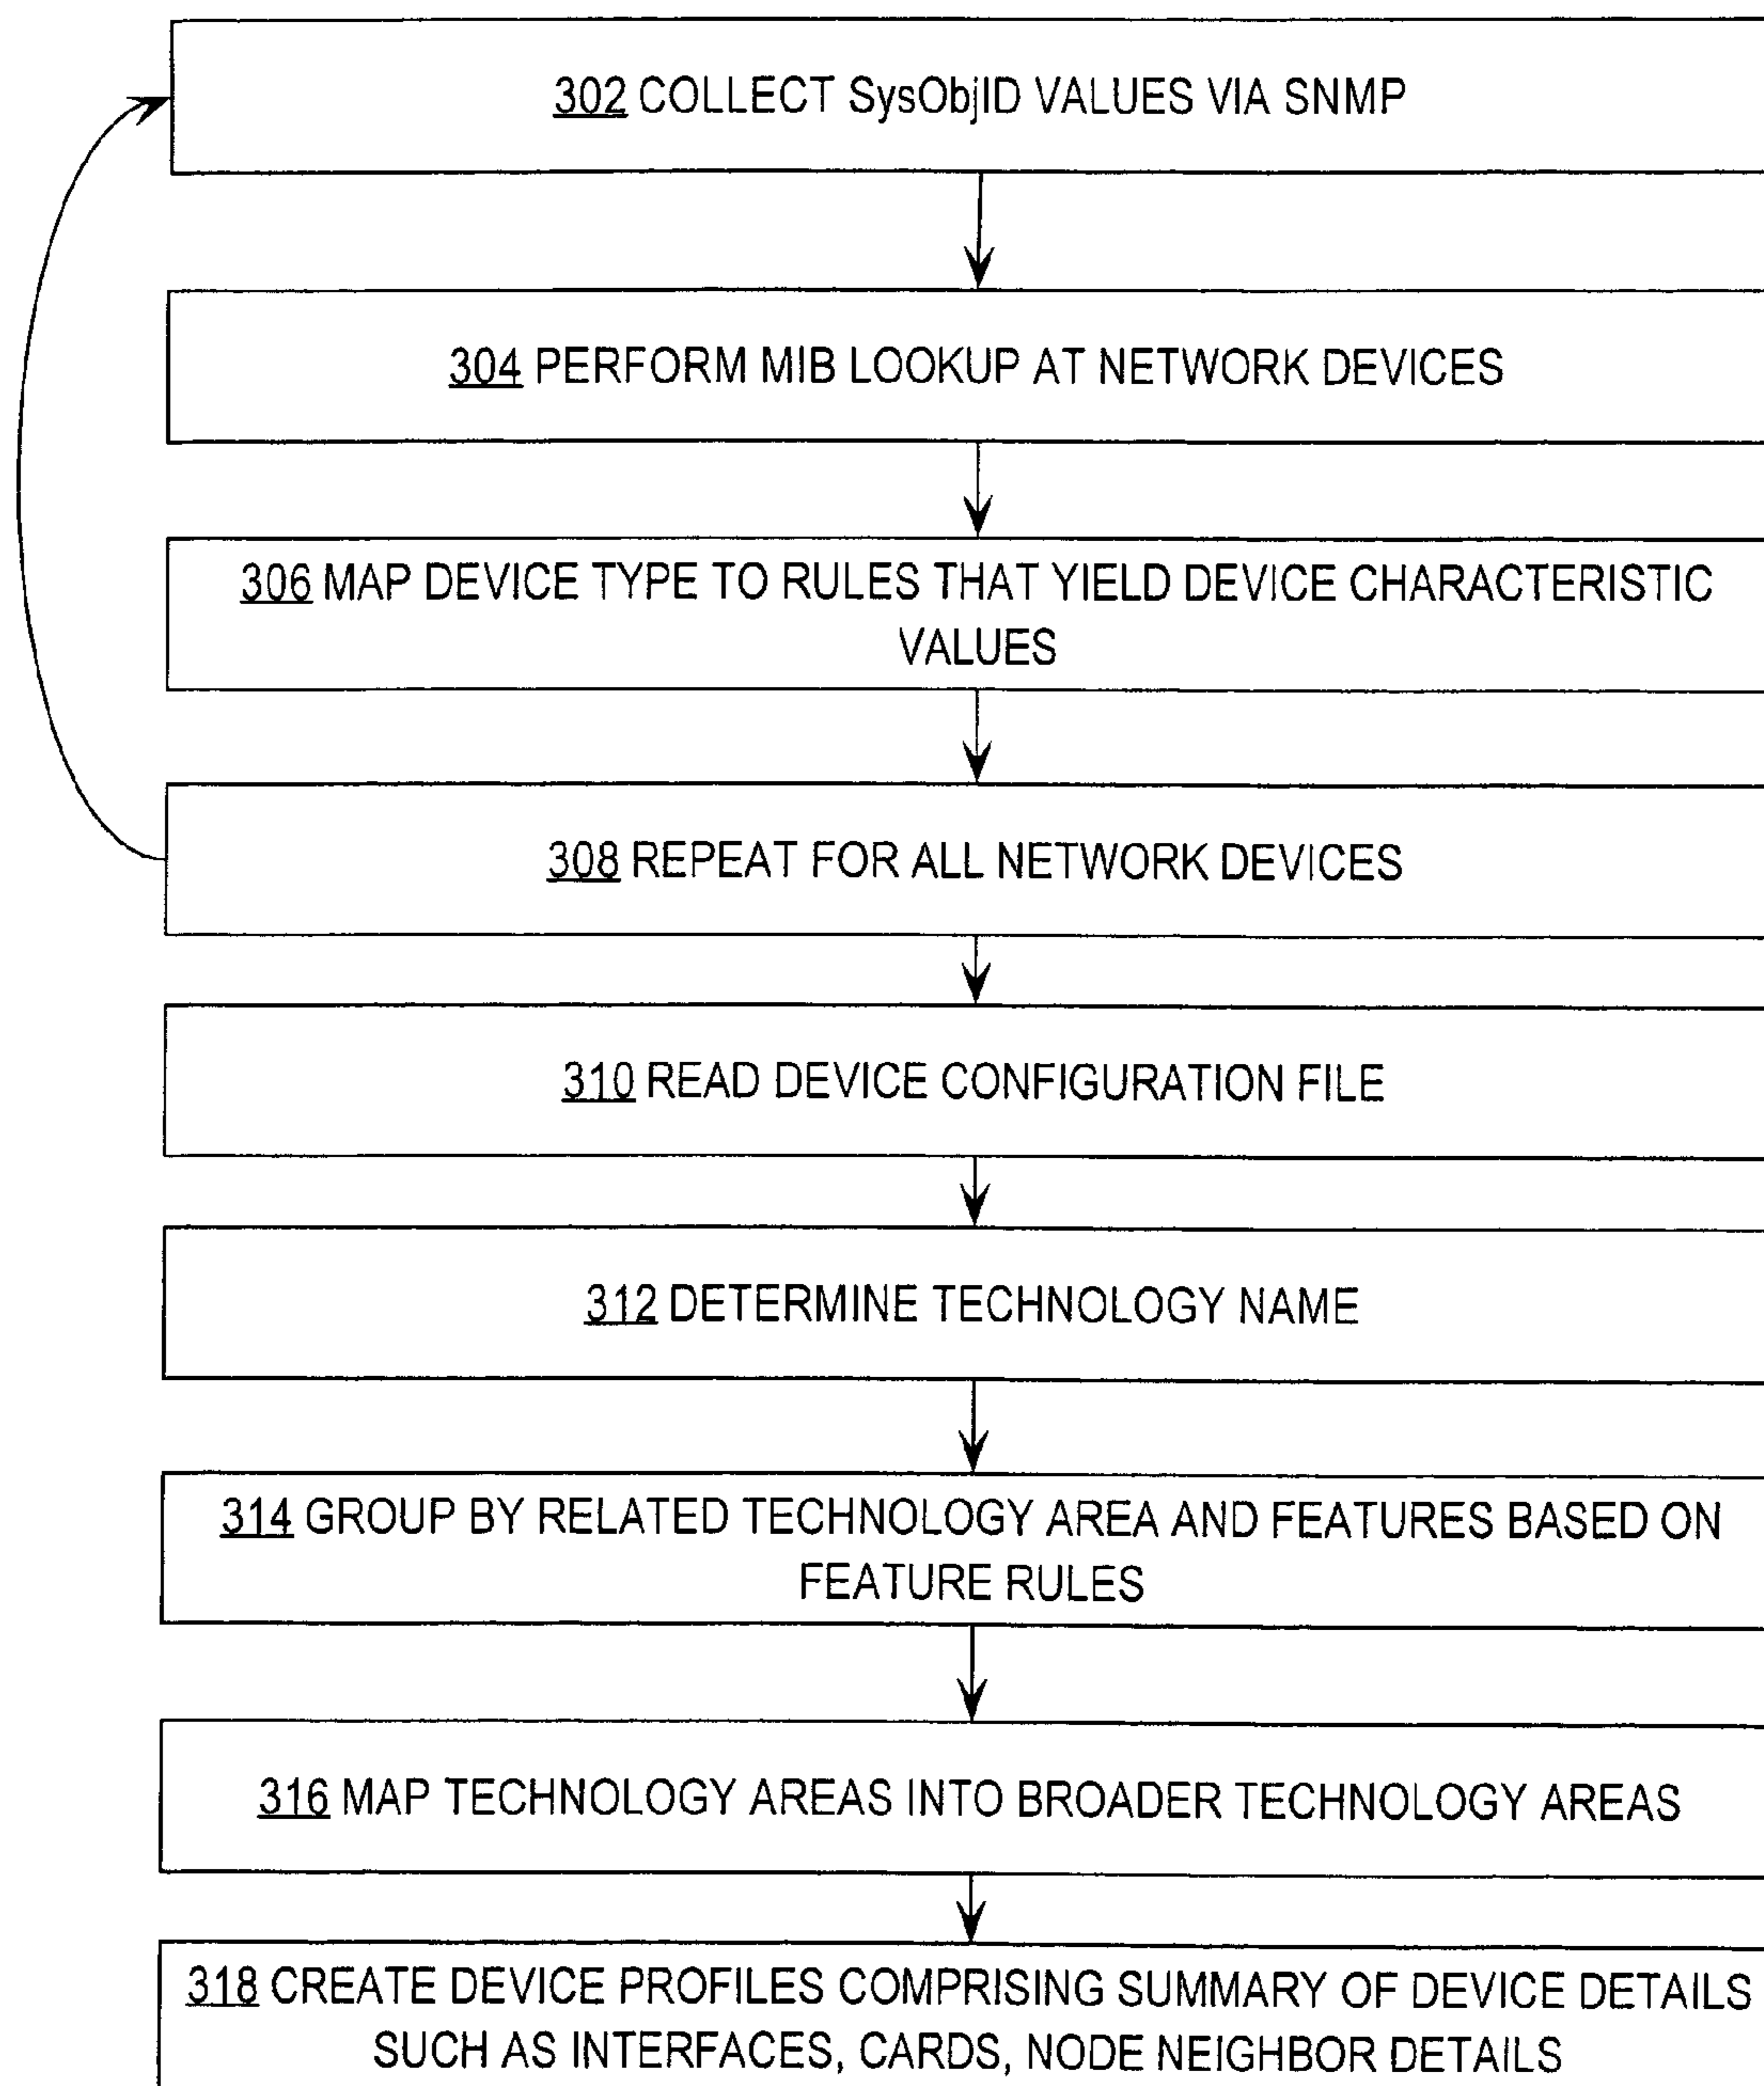 302 COLLECT SysObjID VALUES VIA SNMP
304 PERFORM MIB LOOKUP AT NETWORK DEVICES
306 MAP DEVICE TYPE TO RULES THAT YIELD DEVICE CHARACTERISTIC
VALUES
308 REPEAT FOR ALL NETWORK DEVICES
310 READ DEVICE CONFIGURATION FILE
312 DETERMINE TECHNOLOGY NAME
314 GROUP BY RELATED TECHNOLOGY AREA AND FEATURES BASED ON
FEATURE RULES
316 MAP TECHNOLOGY AREAS INTO BROADER TECHNOLOGY AREAS
318 CREATE DEVICE PROFILES COMPRISING SUMMARY OF DEVICE DETAILS
SUCH AS INTERFACES, CARDS, NODE NEIGHBOR DETAILS